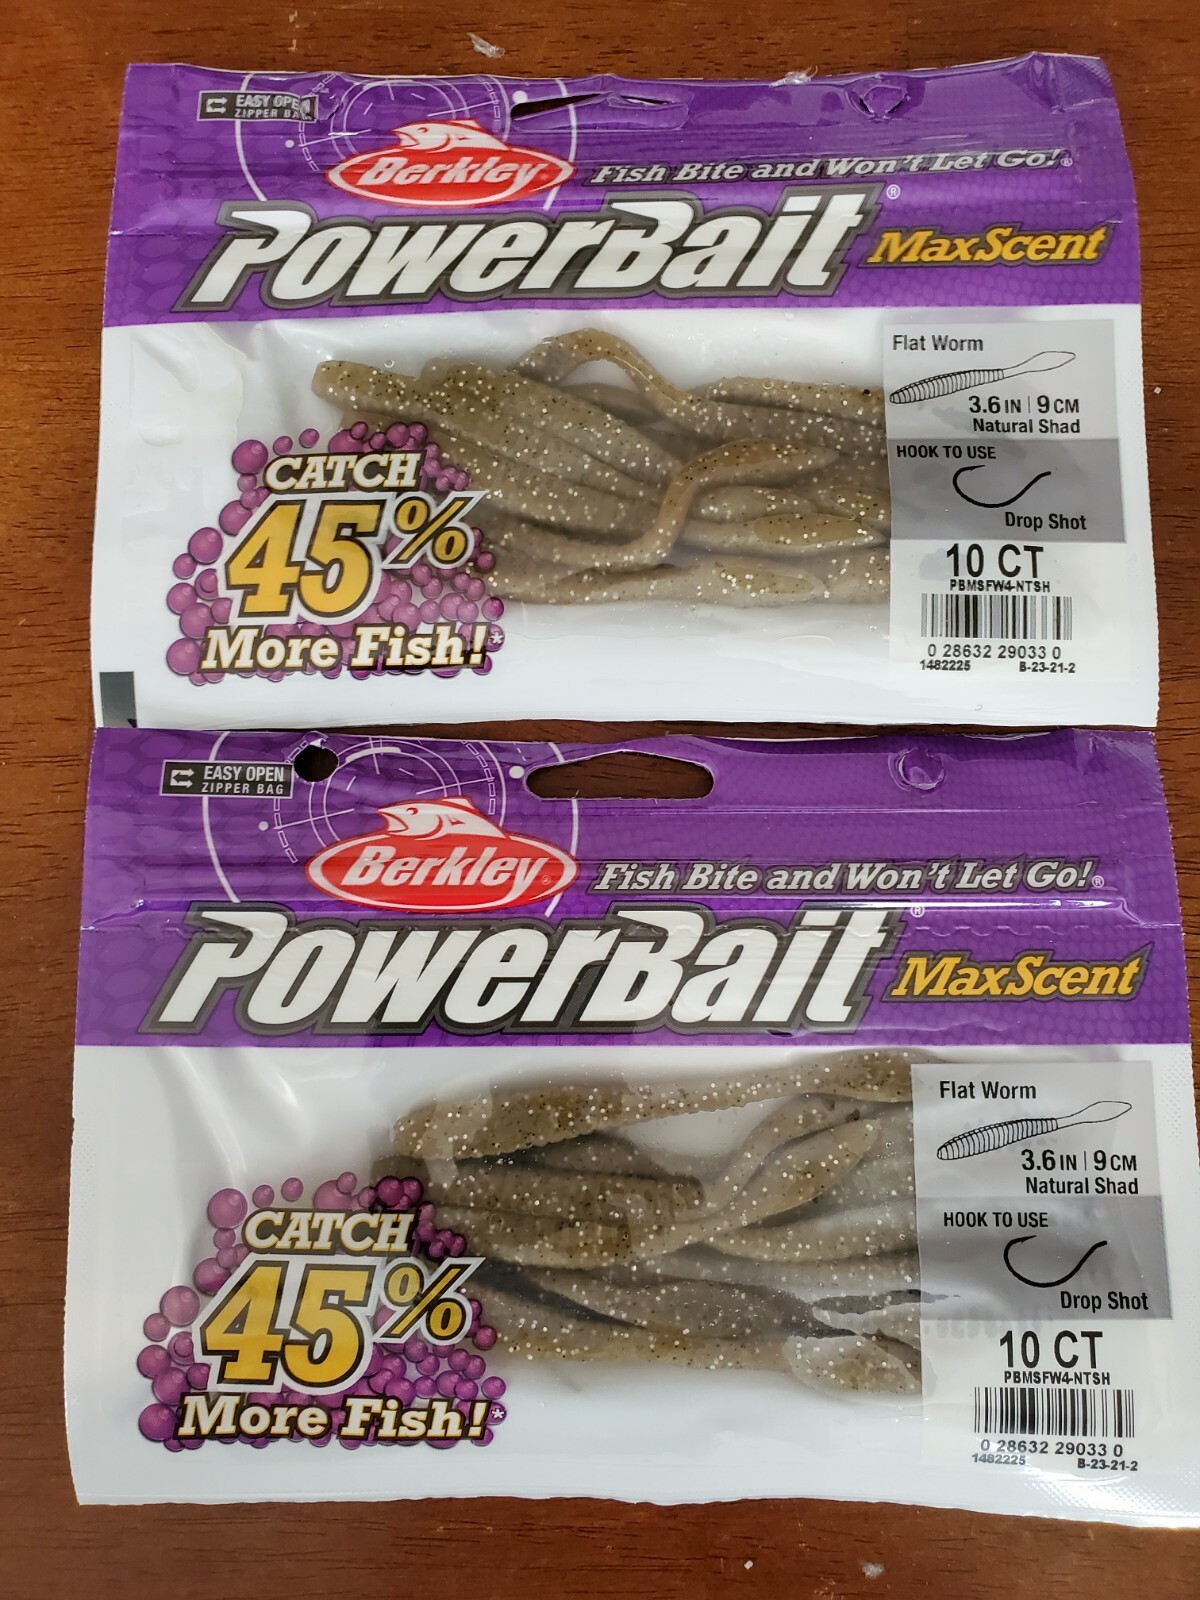 EASY OPEN
ZIPPER BAG
Berkley
Fish Bite and Won't Let Go!®
PowerBait®
MaxScent
Flat Worm
3.6 IN | 9 CM
Natural Shad
HOOK TO USE
Drop Shot
10 CT
PBMSFW4-NTSH
0 28632 29033 0
1482225 B-23-21-2
CATCH
45%
More Fish!*
EASY OPEN
ZIPPER BAG
Berkley
Fish Bite and Won't Let Go!®
PowerBait®
MaxScent
Flat Worm
3.6 IN | 9 CM
Natural Shad
HOOK TO USE
Drop Shot
10 CT
PBMSFW4-NTSH
0 28632 29033 0
1482225 B-23-21-2
CATCH
45%
More Fish!*